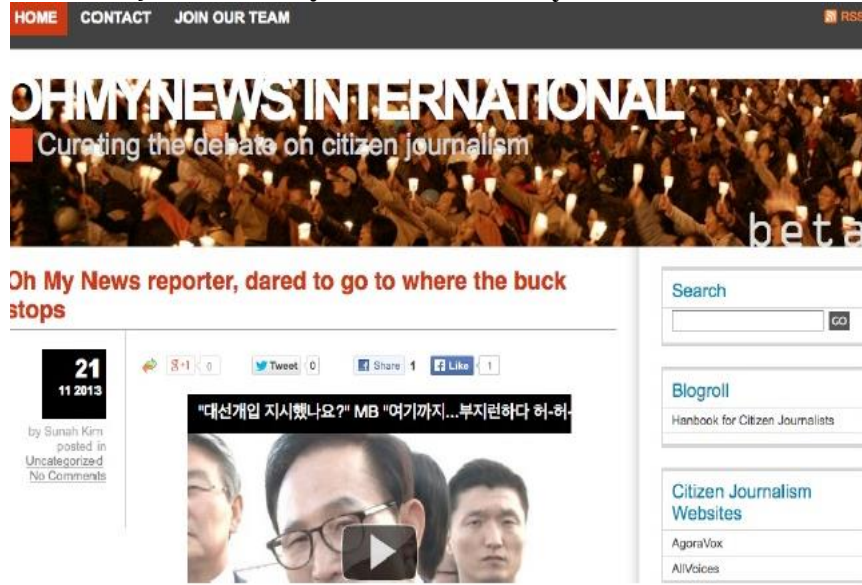 HOME CONTACT JOIN OUR TEAM RSS
OHMYNEWS INTERNATIONAL
Curating the debate on citizen journalism
beta
Oh My News reporter, dared to go to where the buck
stops
21
11 2013
by Sunah Kim
posted in
Uncategorized
No Comments
g+1 0 Tweet 0 Share 1 Like 1
"대선개입 지시했나요?" MB "여기까지...부지런하다 허-허-
Search
GO
Blogroll
Hanbook for Citizen Journalists
Citizen Journalism
Websites
AgoraVox
AllVoices